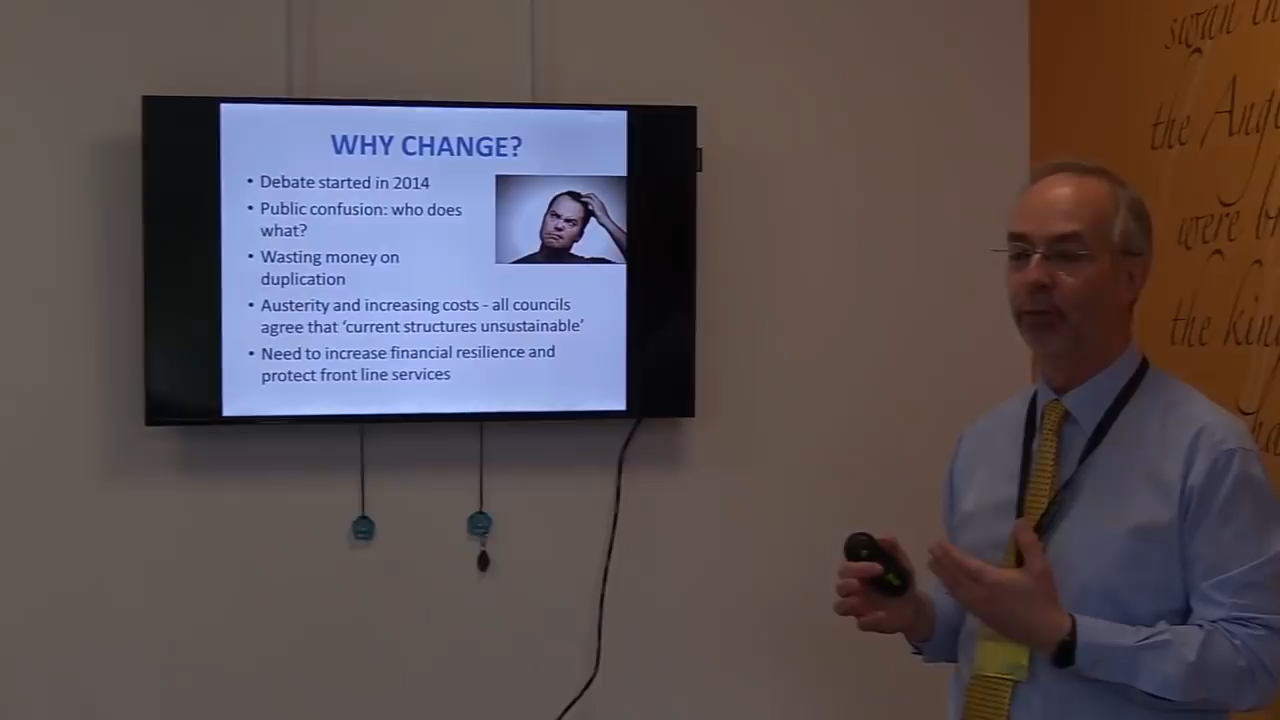 WHY CHANGE?
• Debate started in 2014
• Public confusion: who does
what?
• Wasting money on
duplication
• Austerity and increasing costs - all councils
agree that ‘current structures unsustainable’
• Need to increase financial resilience and
protect front line services
swan
the
were
the